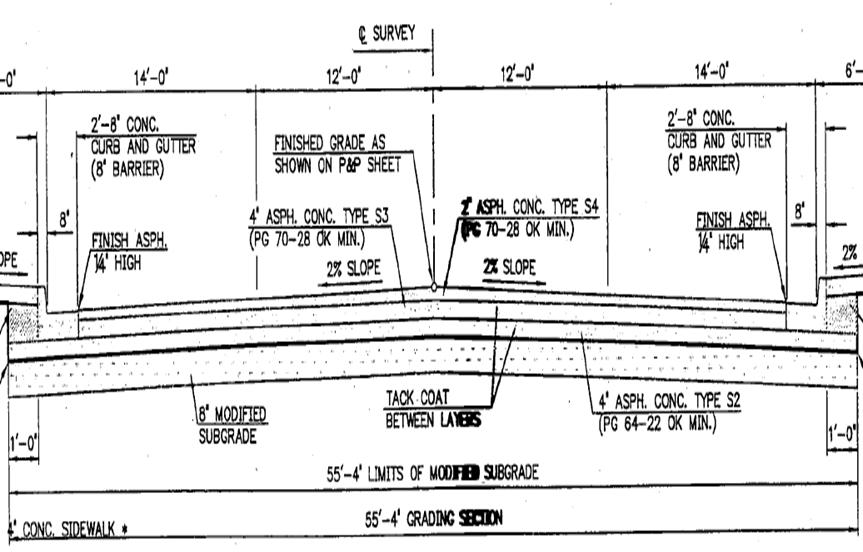 ℄ SURVEY
-0"
14'-0"
12'-0"
12'-0"
14'-0"
6'-
2'-8" CONC.
CURB AND GUTTER
(8" BARRIER)
FINISHED GRADE AS
SHOWN ON P&P SHEET
2'-8" CONC.
CURB AND GUTTER
(8" BARRIER)
8"
4" ASPH. CONC. TYPE S3
(PG 70-28 OK MIN.)
2" ASPH. CONC. TYPE S4
(PG 70-28 OK MIN.)
8"
FINISH ASPH.
1/4" HIGH
FINISH ASPH.
1/4" HIGH
OPE
2% SLOPE
2% SLOPE
2%
8" MODIFIED
SUBGRADE
TACK COAT
BETWEEN LAYERS
4" ASPH. CONC. TYPE S2
(PG 64-22 OK MIN.)
1'-0"
1'-0"
55'-4" LIMITS OF MODIFIED SUBGRADE
55'-4" GRADING SECTION
4" CONC. SIDEWALK *